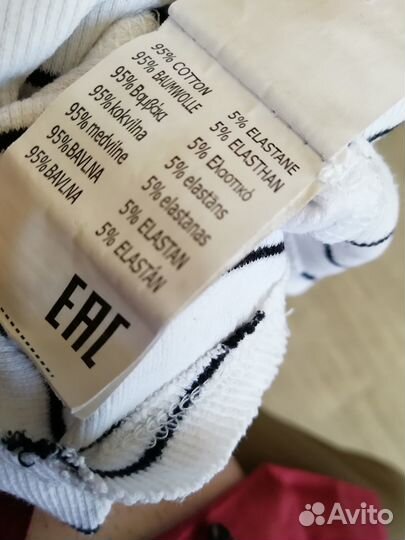 95% COTTON 5% ELASTANE
95% BAUMWOLLE 5% ELASTHAN
95% Βαμβάκι 5% Ελαστικό
95% kokvilna 5% elastāns
95% medvilnė 5% elastanas
95% BAVLNA 5% ELASTAN
95% BAVLNA 5% ELASTÁN
EAC
Avito